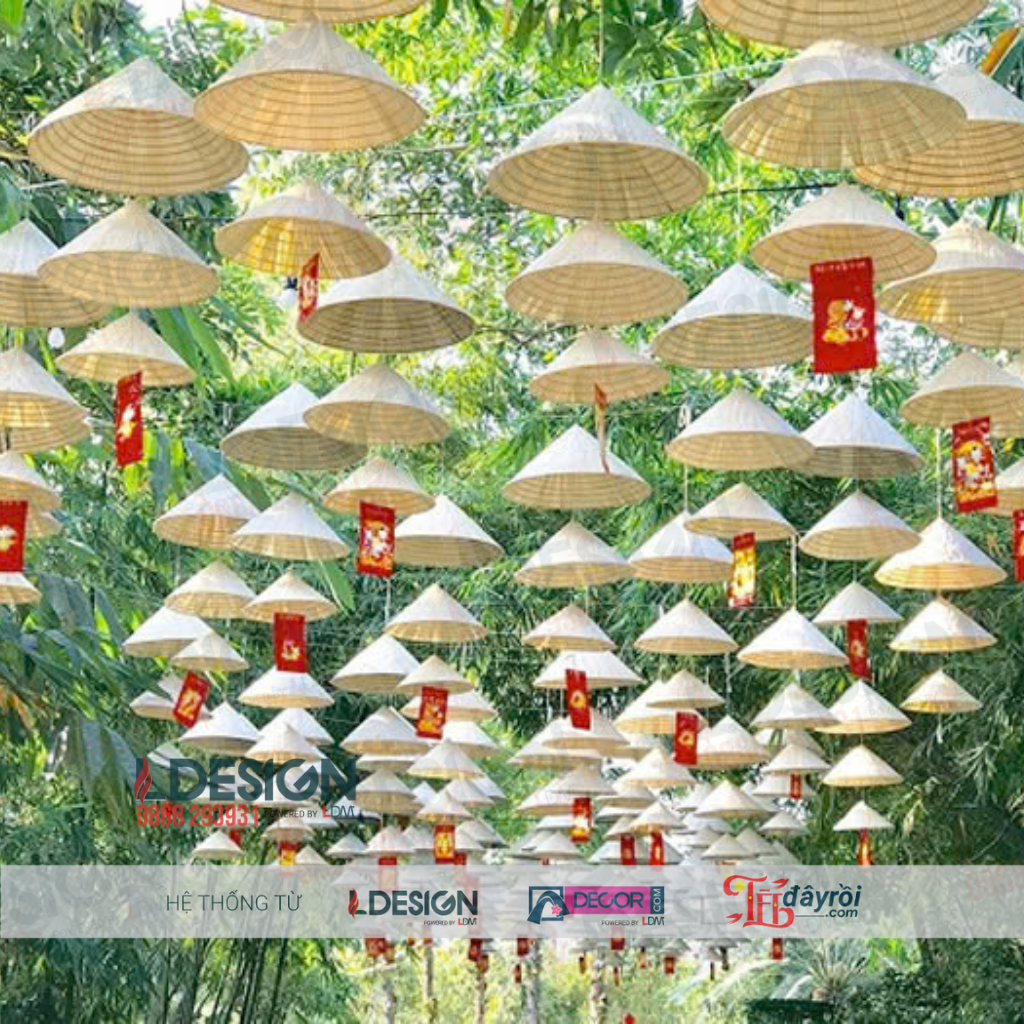 LDESIGN
0888 293931
POWERED BY LDM
HỆ THỐNG TỪ
LDESIGN
POWERED BY LDM
DECOR.COM
POWERED BY LDM
Tết đây rồi
.com